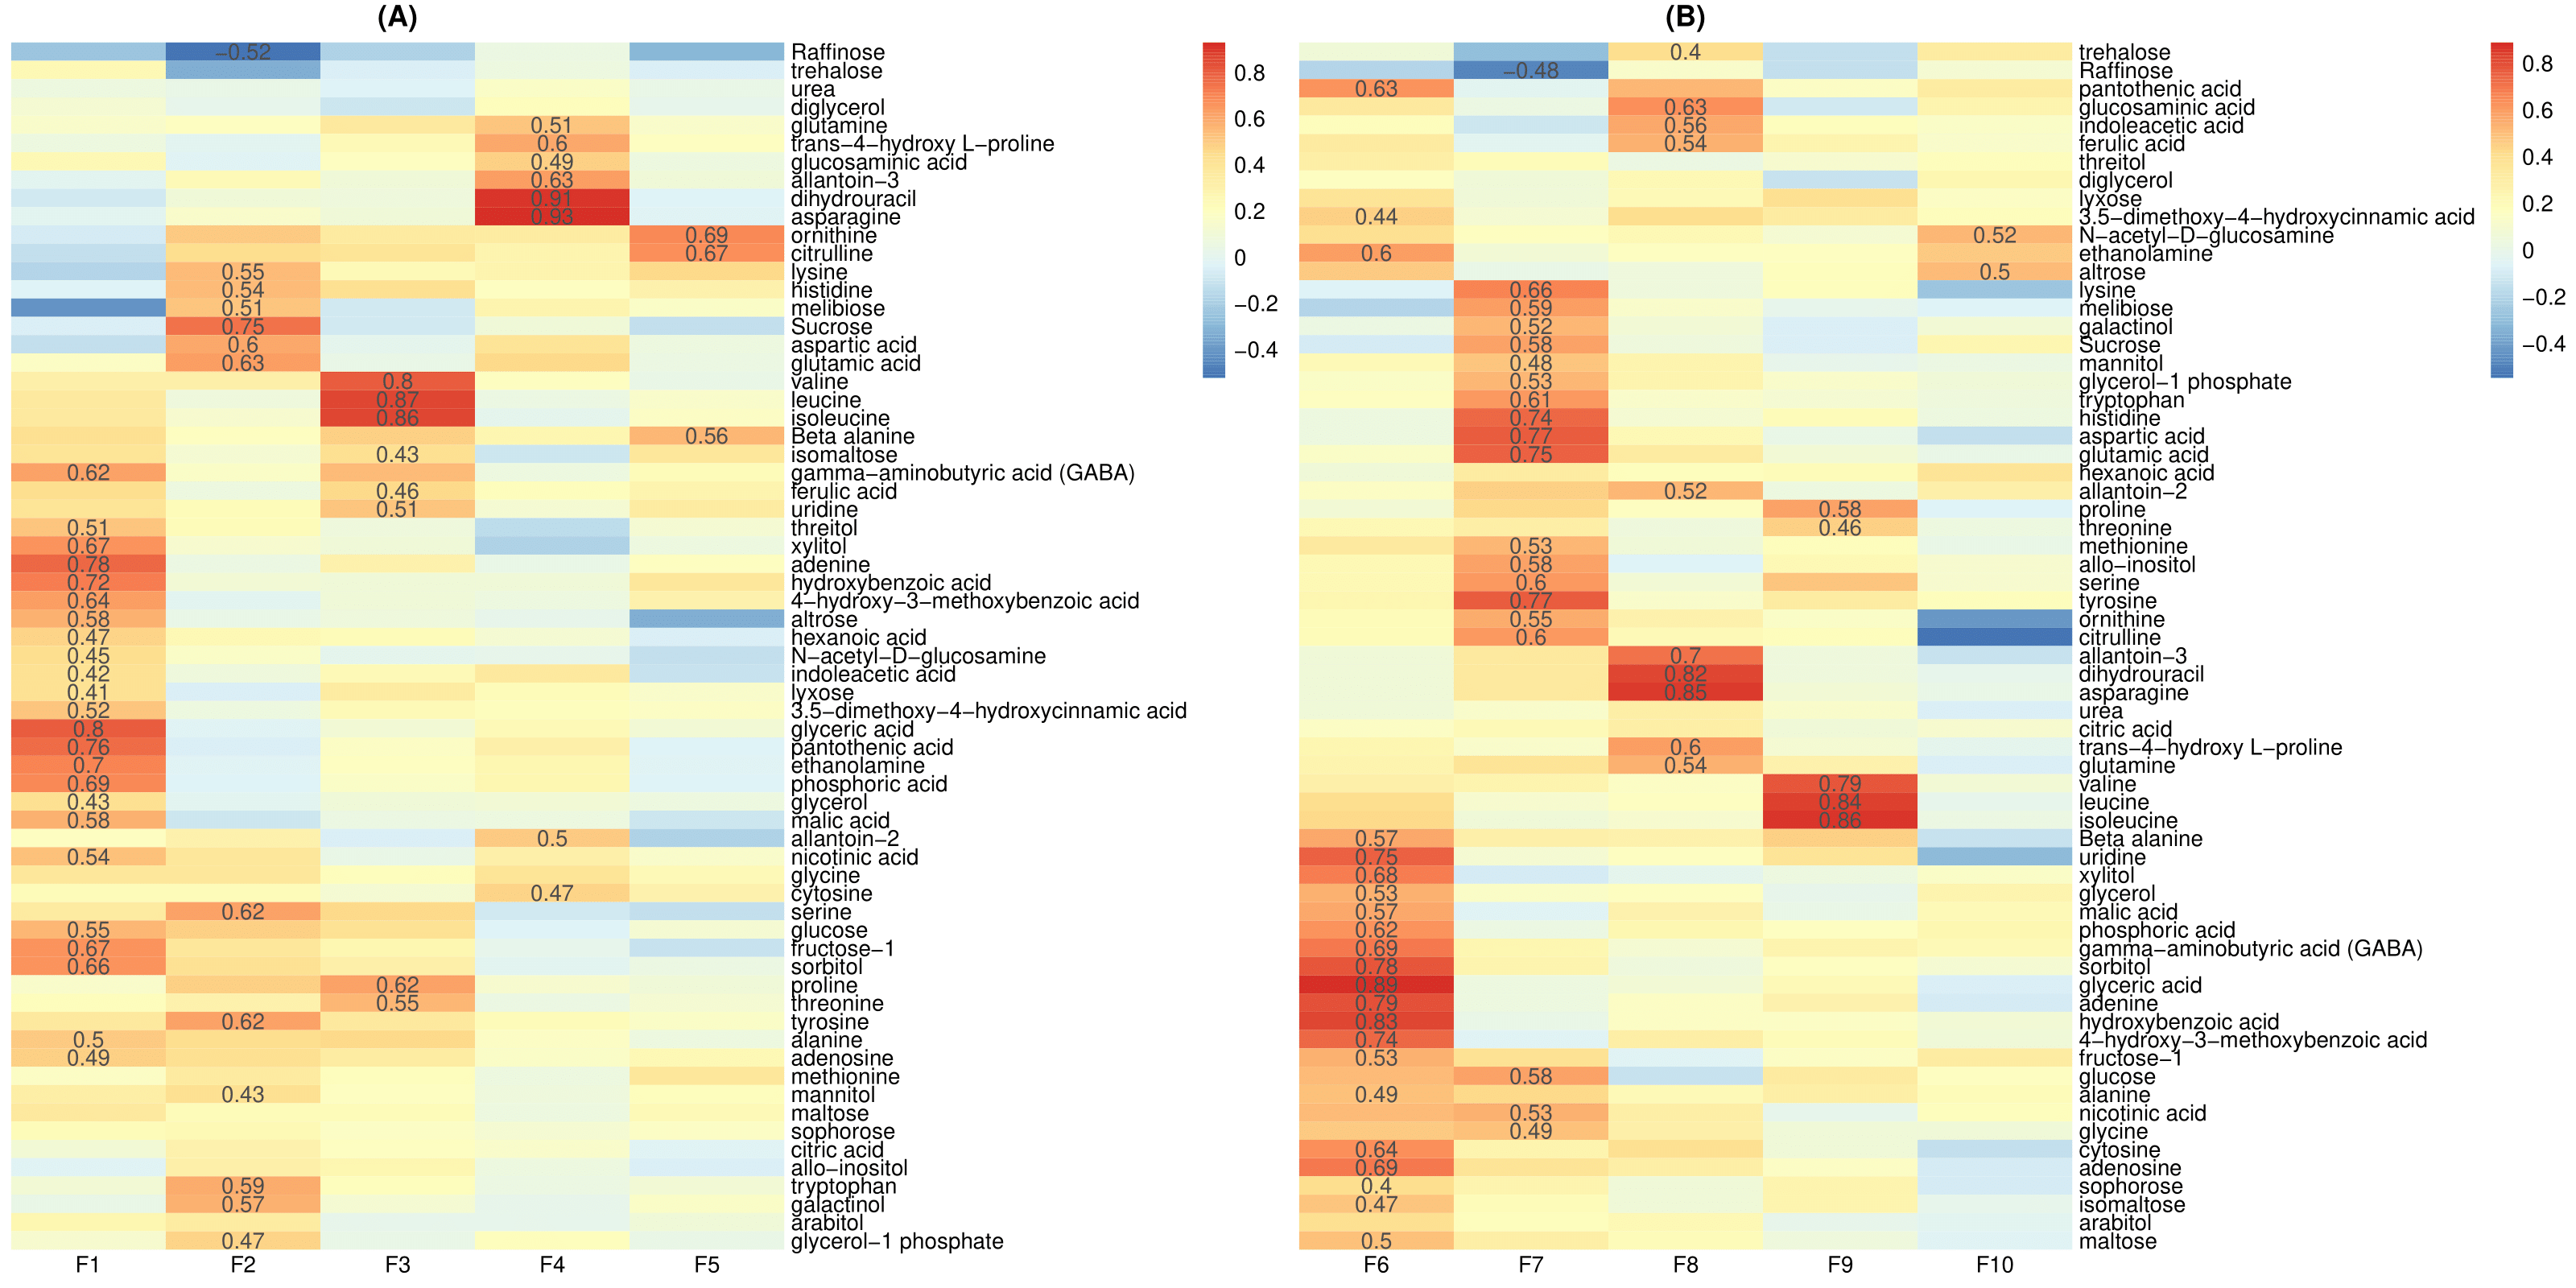 (A)
−0.52 Raffinose
trehalose
urea
diglycerol
0.51 glutamine
0.6 trans−4−hydroxy L−proline
0.49 glucosaminic acid
0.63 allantoin−3
0.91 dihydrouracil
0.93 asparagine
0.69 ornithine
0.67 citrulline
0.55 lysine
0.54 histidine
0.51 melibiose
0.75 Sucrose
0.6 aspartic acid
0.63 glutamic acid
0.8 valine
0.87 leucine
0.86 isoleucine
0.56 Beta alanine
0.43 isomaltose
0.62 gamma−aminobutyric acid (GABA)
0.46 ferulic acid
0.51 uridine
0.51 threitol
0.67 xylitol
0.78 adenine
0.72 hydroxybenzoic acid
0.64 4−hydroxy−3−methoxybenzoic acid
0.58 altrose
0.47 hexanoic acid
0.45 N−acetyl−D−glucosamine
0.42 indoleacetic acid
0.41 lyxose
0.52 3.5−dimethoxy−4−hydroxycinnamic acid
0.8 glyceric acid
0.76 pantothenic acid
0.7 ethanolamine
0.69 phosphoric acid
0.43 glycerol
0.58 malic acid
0.5 allantoin−2
0.54 nicotinic acid
glycine
0.47 cytosine
0.62 serine
0.55 glucose
0.67 fructose−1
0.66 sorbitol
0.62 proline
0.55 threonine
0.62 tyrosine
0.5 alanine
0.49 adenosine
methionine
0.43 mannitol
maltose
sophorose
citric acid
allo−inositol
0.59 tryptophan
0.57 galactinol
arabitol
0.47 glycerol−1 phosphate
F1 F2 F3 F4 F5
0.8
0.6
0.4
0.2
0
−0.2
−0.4
(B)
0.4 trehalose
−0.48 Raffinose
0.63 pantothenic acid
0.63 glucosaminic acid
0.56 indoleacetic acid
0.54 ferulic acid
threitol
diglycerol
lyxose
0.44 3.5−dimethoxy−4−hydroxycinnamic acid
0.52 N−acetyl−D−glucosamine
0.6 ethanolamine
0.5 altrose
0.66 lysine
0.59 melibiose
0.52 galactinol
0.58 Sucrose
0.48 mannitol
0.53 glycerol−1 phosphate
0.61 tryptophan
0.74 histidine
0.77 aspartic acid
0.75 glutamic acid
hexanoic acid
0.52 allantoin−2
0.58 proline
0.46 threonine
0.53 methionine
0.58 allo−inositol
0.6 serine
0.77 tyrosine
0.55 ornithine
0.6 citrulline
0.7 allantoin−3
0.82 dihydrouracil
0.85 asparagine
urea
citric acid
0.6 trans−4−hydroxy L−proline
0.54 glutamine
0.79 valine
0.84 leucine
0.86 isoleucine
0.57 Beta alanine
0.75 uridine
0.68 xylitol
0.53 glycerol
0.57 malic acid
0.62 phosphoric acid
0.69 gamma−aminobutyric acid (GABA)
0.78 sorbitol
0.89 glyceric acid
0.79 adenine
0.83 hydroxybenzoic acid
0.74 4−hydroxy−3−methoxybenzoic acid
0.53 fructose−1
0.58 glucose
0.49 alanine
0.53 nicotinic acid
0.49 glycine
0.64 cytosine
0.69 adenosine
0.4 sophorose
0.47 isomaltose
arabitol
0.5 maltose
F6 F7 F8 F9 F10
0.8
0.6
0.4
0.2
0
−0.2
−0.4